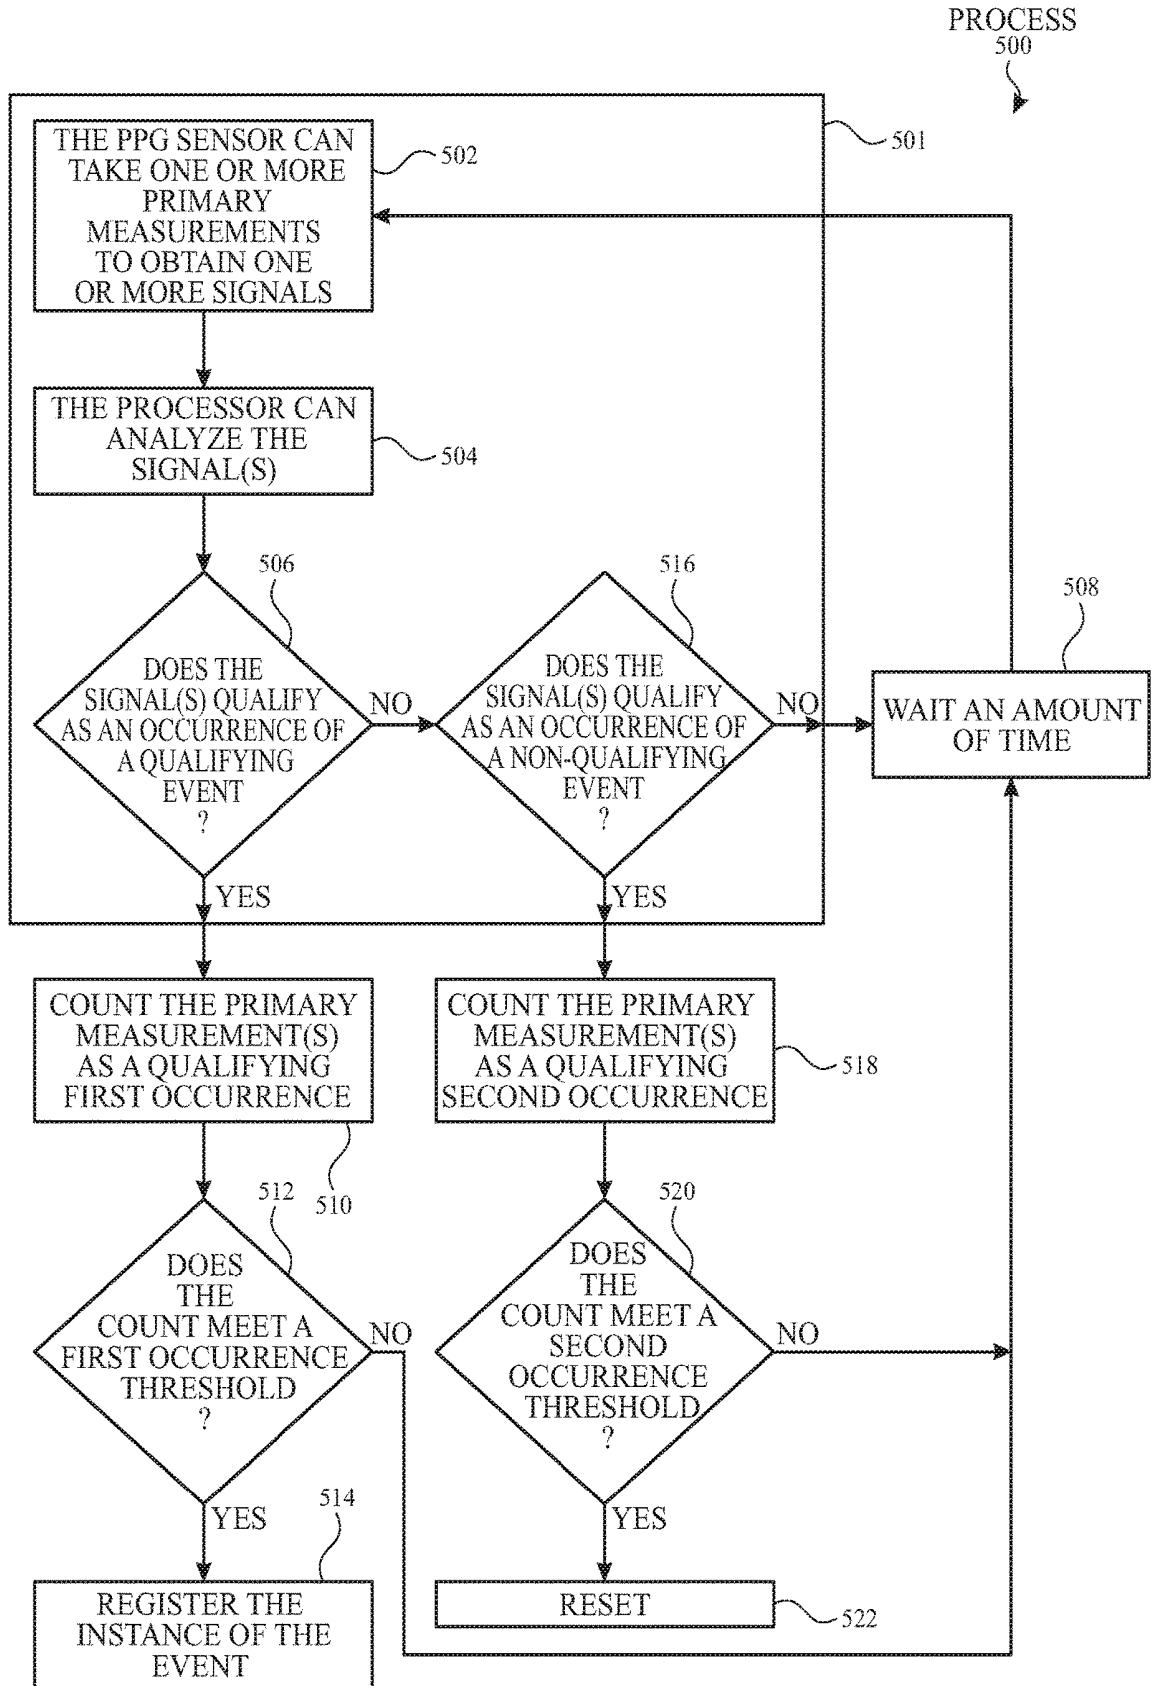 PROCESS
500
501
THE PPG SENSOR CAN
TAKE ONE OR MORE
PRIMARY
MEASUREMENTS
TO OBTAIN ONE
OR MORE SIGNALS
502
THE PROCESSOR CAN
ANALYZE THE
SIGNAL(S)
504
506
DOES THE
SIGNAL(S) QUALIFY
AS AN OCCURRENCE OF
A QUALIFYING
EVENT
?
NO
YES
516
DOES THE
SIGNAL(S) QUALIFY
AS AN OCCURRENCE OF
A NON-QUALIFYING
EVENT
?
NO
YES
508
WAIT AN AMOUNT
OF TIME
COUNT THE PRIMARY
MEASUREMENT(S)
AS A QUALIFYING
FIRST OCCURRENCE
510
COUNT THE PRIMARY
MEASUREMENT(S)
AS A QUALIFYING
SECOND OCCURRENCE
518
512
DOES
THE
COUNT MEET A
FIRST OCCURRENCE
THRESHOLD
?
NO
YES
520
DOES
THE
COUNT MEET A
SECOND
OCCURRENCE
THRESHOLD
?
NO
YES
514
REGISTER THE
INSTANCE OF THE
EVENT
RESET
522